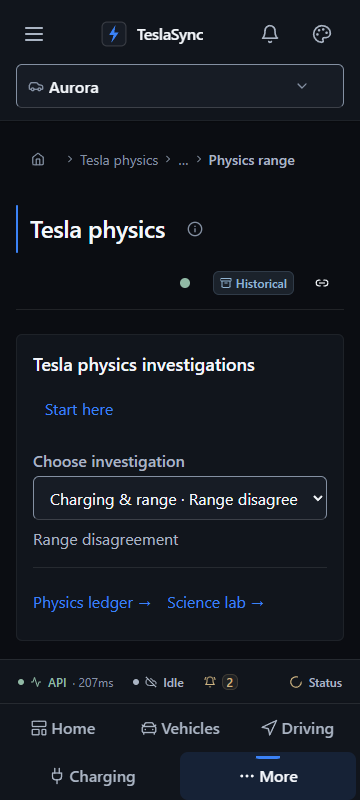 TeslaSync
Aurora
Tesla physics ... Physics range
Tesla physics
Historical
Tesla physics investigations
Start here
Choose investigation
Charging & range · Range disagree
Range disagreement
Physics ledger → Science lab →
API · 207ms Idle 2 Status
Home Vehicles Driving
Charging More